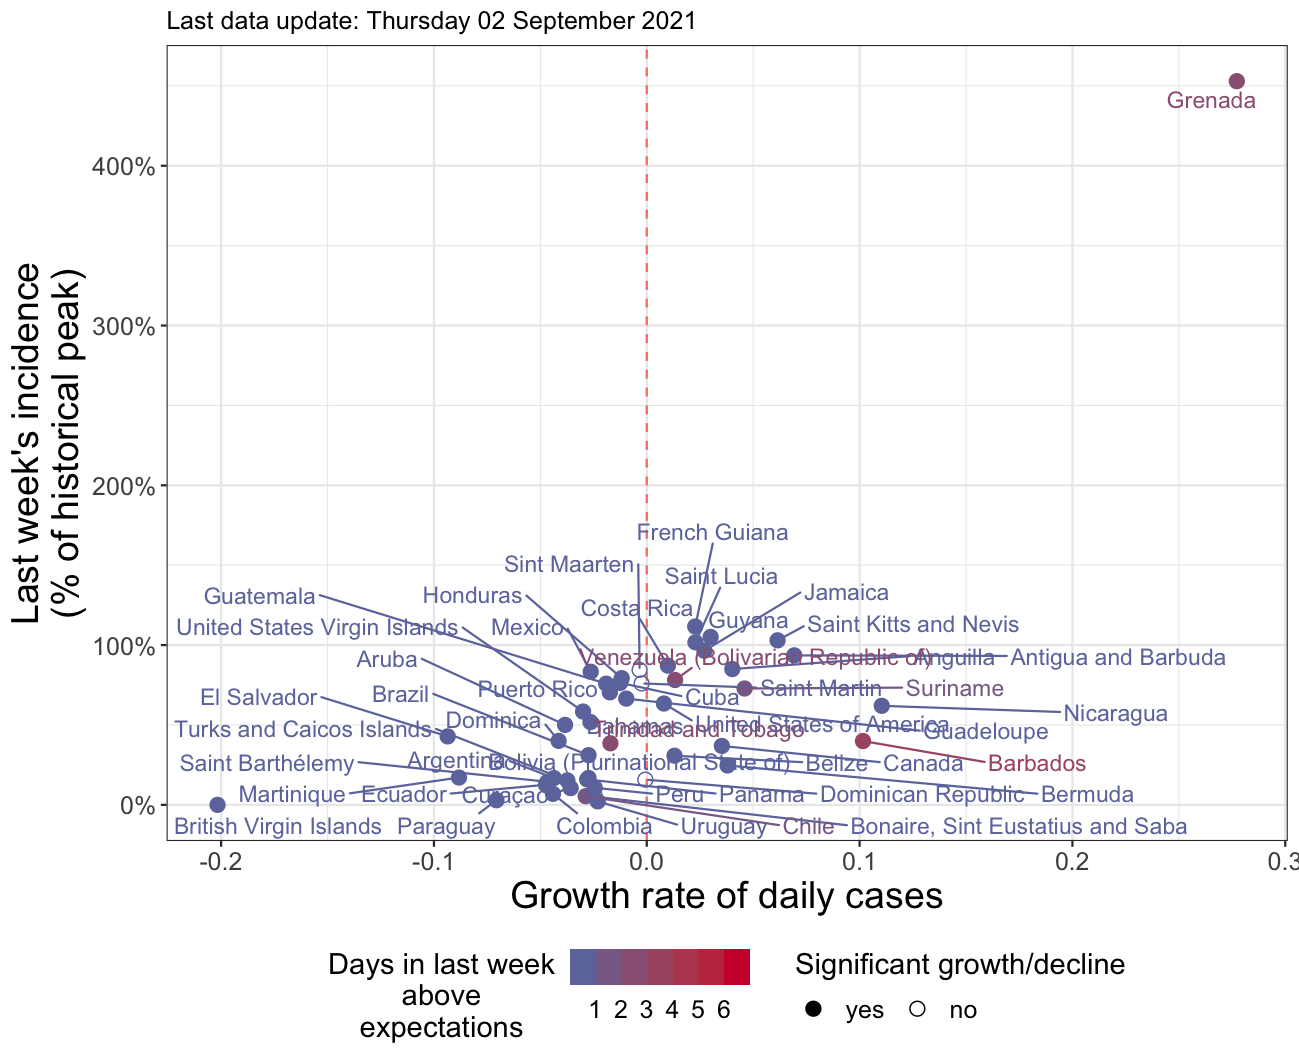 Last data update: Thursday 02 September 2021
Last week's incidence
(% of historical peak)
400%
300%
200%
100%
0%
Grenada
French Guiana
Sint Maarten
Saint Lucia
Guatemala
Honduras
Costa Rica
Jamaica
United States Virgin Islands
Mexico
Guyana
Saint Kitts and Nevis
Aruba
Venezuela (Bolivarian Republic of)
Anguilla
Antigua and Barbuda
El Salvador
Brazil
Puerto Rico
Cuba
Saint Martin
Suriname
Nicaragua
Turks and Caicos Islands
Dominica
Bahamas
Trinidad and Tobago
United States of America
Guadeloupe
Saint Barthélemy
Argentina
Bolivia (Plurinational State of)
Belize
Canada
Barbados
Martinique
Ecuador
Curaçao
Peru
Panama
Dominican Republic
Bermuda
British Virgin Islands
Paraguay
Colombia
Uruguay
Chile
Bonaire, Sint Eustatius and Saba
-0.2
-0.1
0.0
0.1
0.2
0.3
Growth rate of daily cases
Days in last week
above
expectations
1 2 3 4 5 6
Significant growth/decline
yes
no